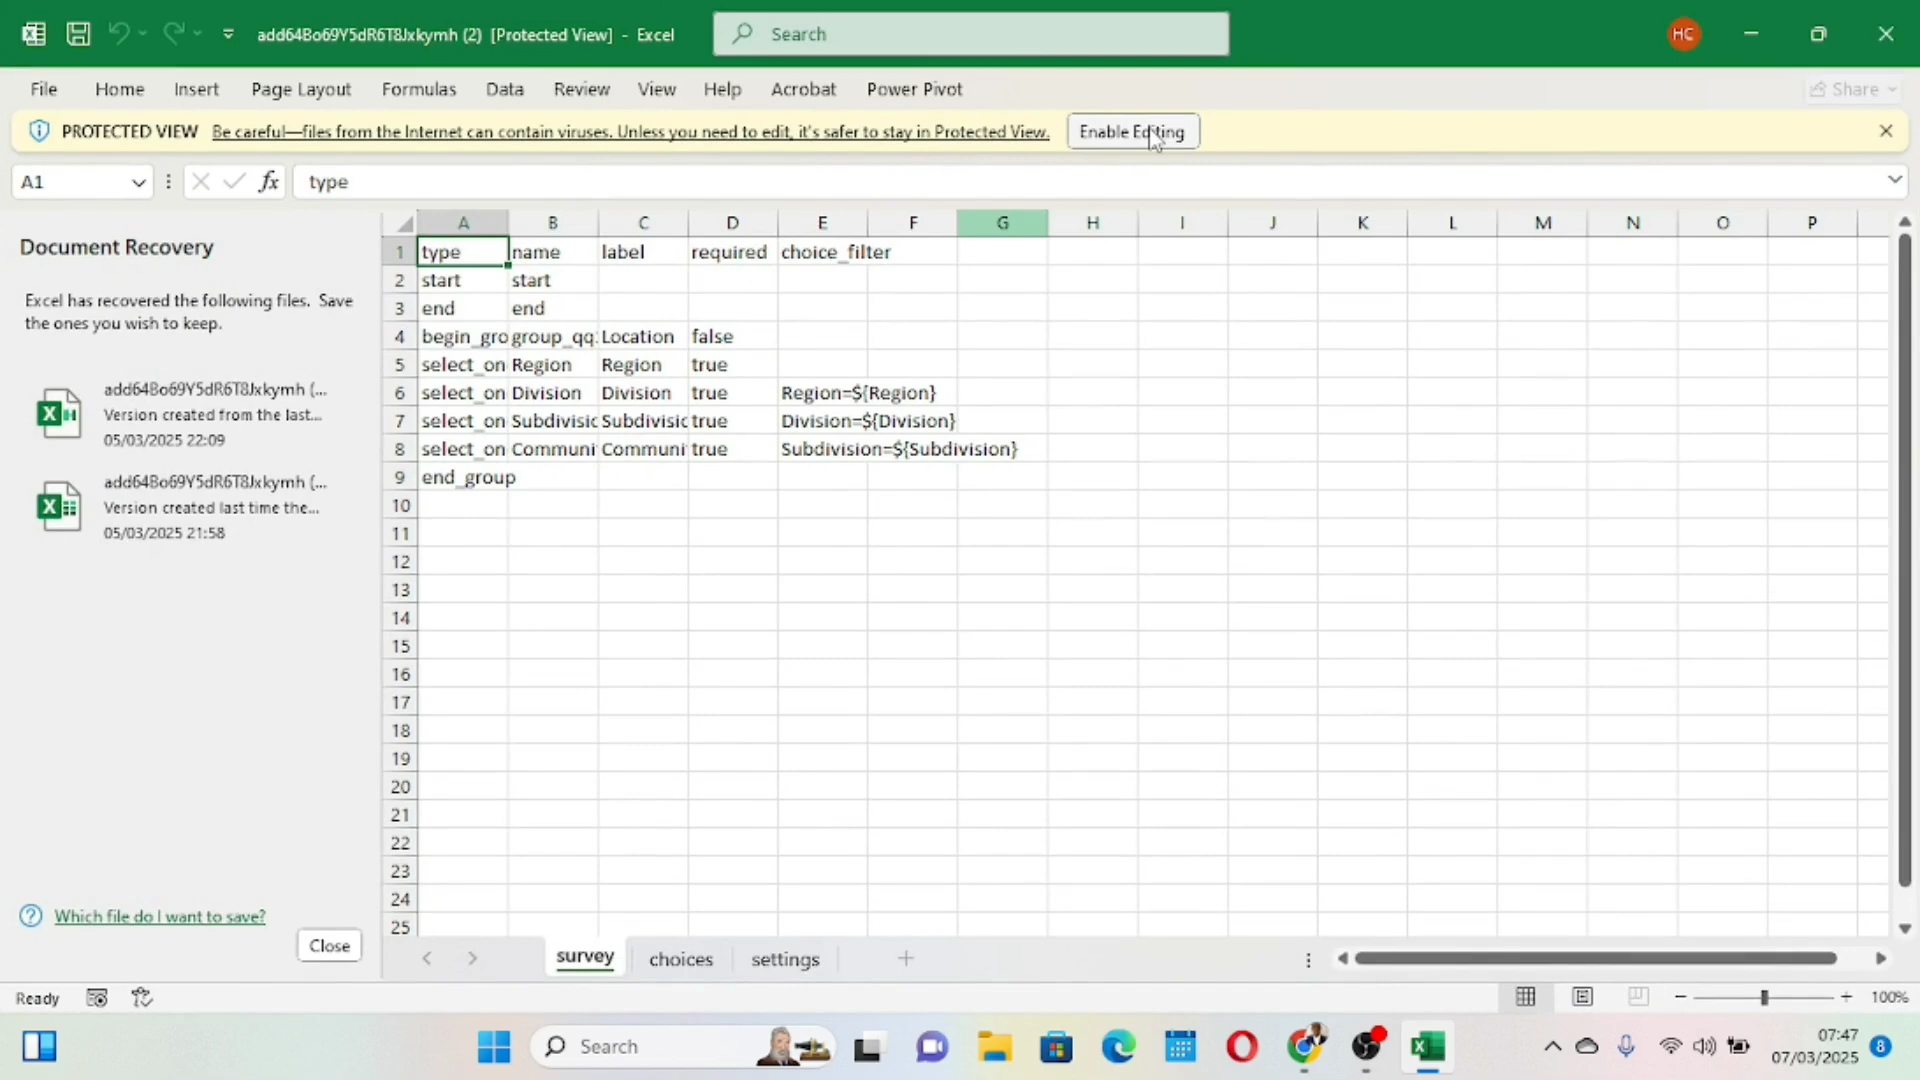 add64Bo69Y5dR6T8Jxkymh (2) [Protected View] - Excel
Search
HC
File Home Insert Page Layout Formulas Data Review View Help Acrobat Power Pivot Share
PROTECTED VIEW Be careful—files from the Internet can contain viruses. Unless you need to edit, it's safer to stay in Protected View. Enable Editing
A1 fx type
A B C D E F G H I J K L M N O P
Document Recovery
Excel has recovered the following files. Save
the ones you wish to keep.
add64Bo69Y5dR6T8Jxkymh (...
Version created from the last...
05/03/2025 22:09
add64Bo69Y5dR6T8Jxkymh (...
Version created last time the...
05/03/2025 21:58
Which file do I want to save?
Close
1 type name label required choice_filter
2 start start
3 end end
4 begin_gro group_qq Location false
5 select_on Region Region true
6 select_on Division Division true Region=${Region}
7 select_on Subdivisic Subdivisic true Division=${Division}
8 select_on Communi Communi true Subdivision=${Subdivision}
9 end_group
10
11
12
13
14
15
16
17
18
19
20
21
22
23
24
25
survey choices settings
Ready
100%
Search
07:47
07/03/2025
8